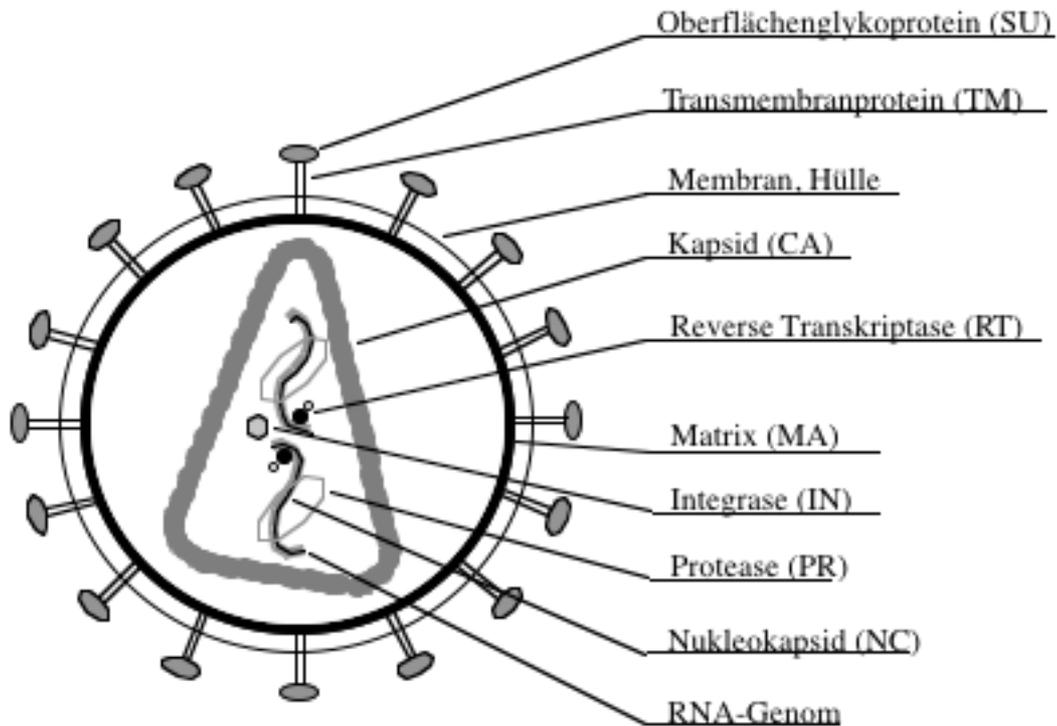 Oberflächenglykoprotein (SU)
Transmembranprotein (TM)
Membran, Hülle
Kapsid (CA)
Reverse Transkriptase (RT)
Matrix (MA)
Integrase (IN)
Protease (PR)
Nukleokapsid (NC)
RNA-Genom